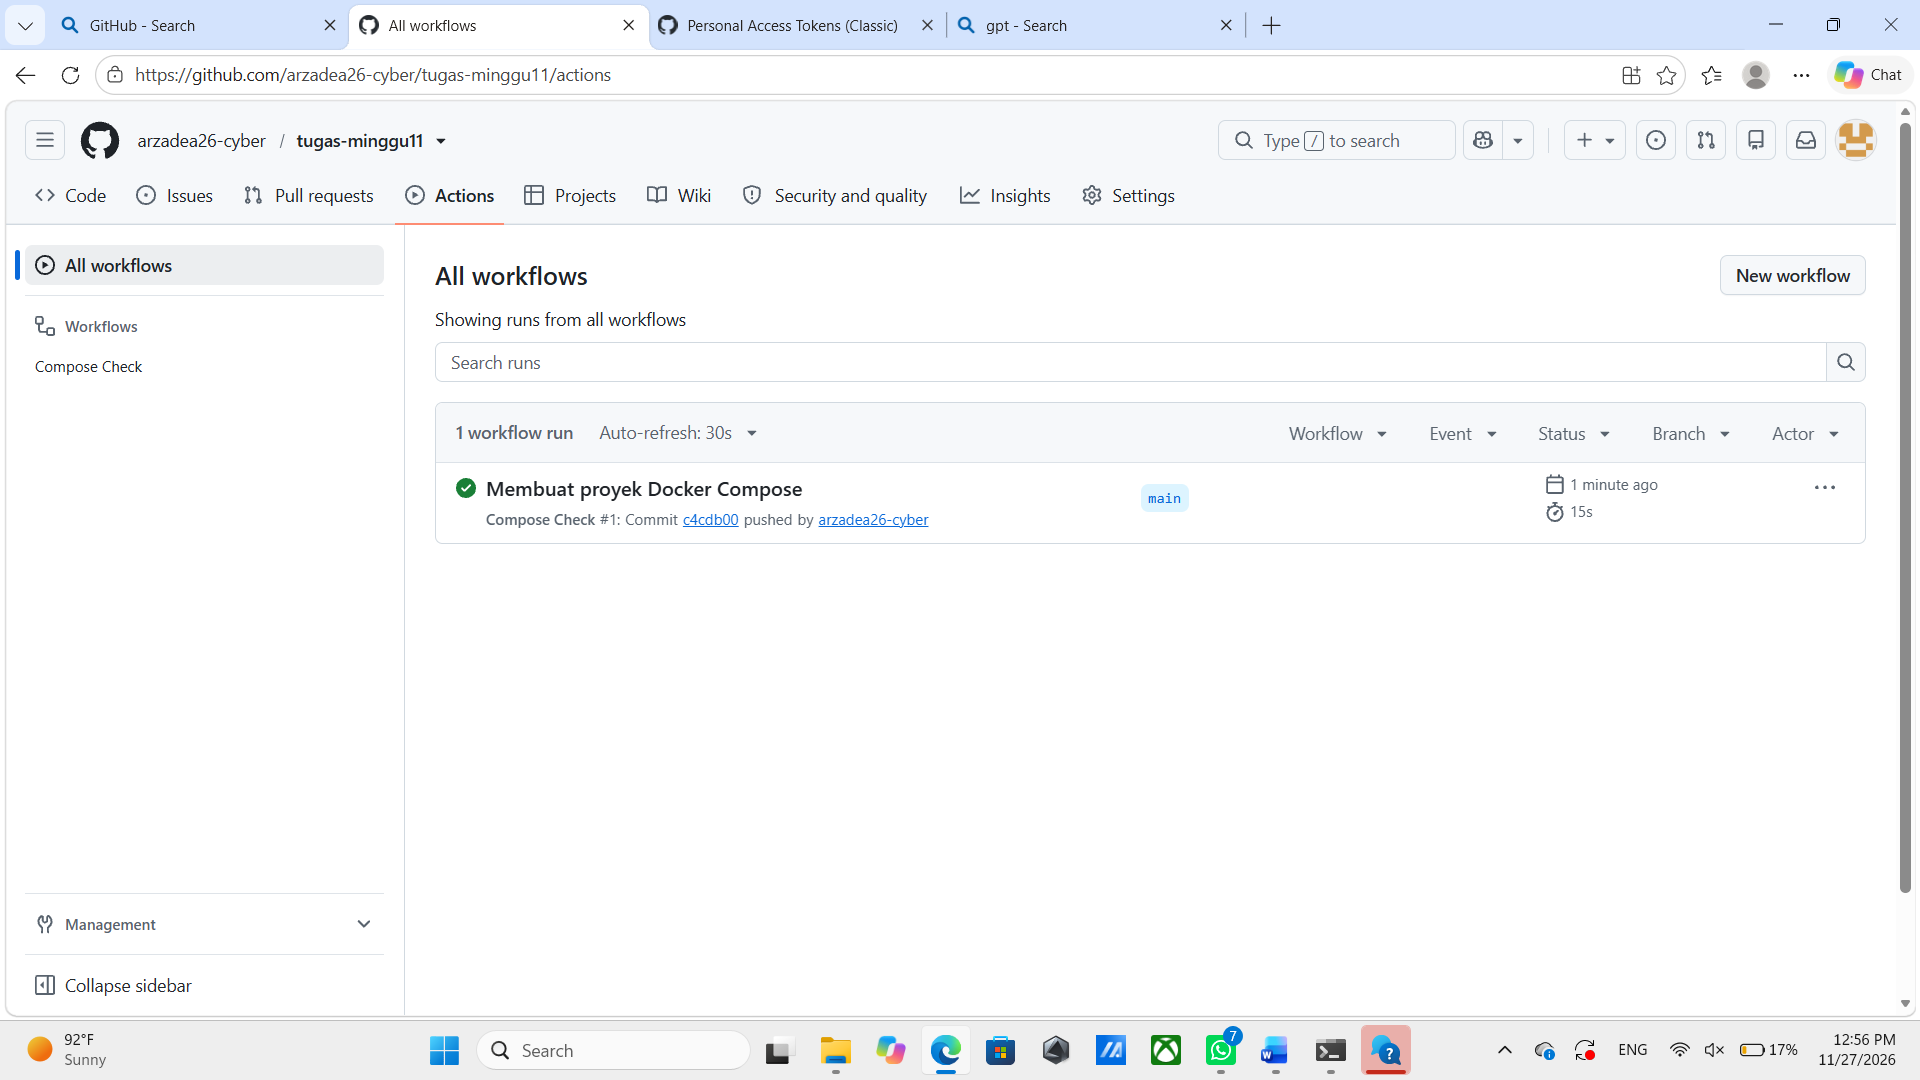 GitHub - Search
All workflows
Personal Access Tokens (Classic)
gpt - Search
https://github.com/arzadea26-cyber/tugas-minggu11/actions
Chat
arzadea26-cyber / tugas-minggu11
Type / to search
Code
Issues
Pull requests
Actions
Projects
Wiki
Security and quality
Insights
Settings
All workflows
Workflows
Compose Check
Management
Collapse sidebar
All workflows
New workflow
Showing runs from all workflows
Search runs
1 workflow run
Auto-refresh: 30s
Workflow
Event
Status
Branch
Actor
Membuat proyek Docker Compose
Compose Check #1: Commit c4cdb00 pushed by arzadea26-cyber
main
1 minute ago
15s
92°F
Sunny
Search
7
ENG
17%
12:56 PM
11/27/2026